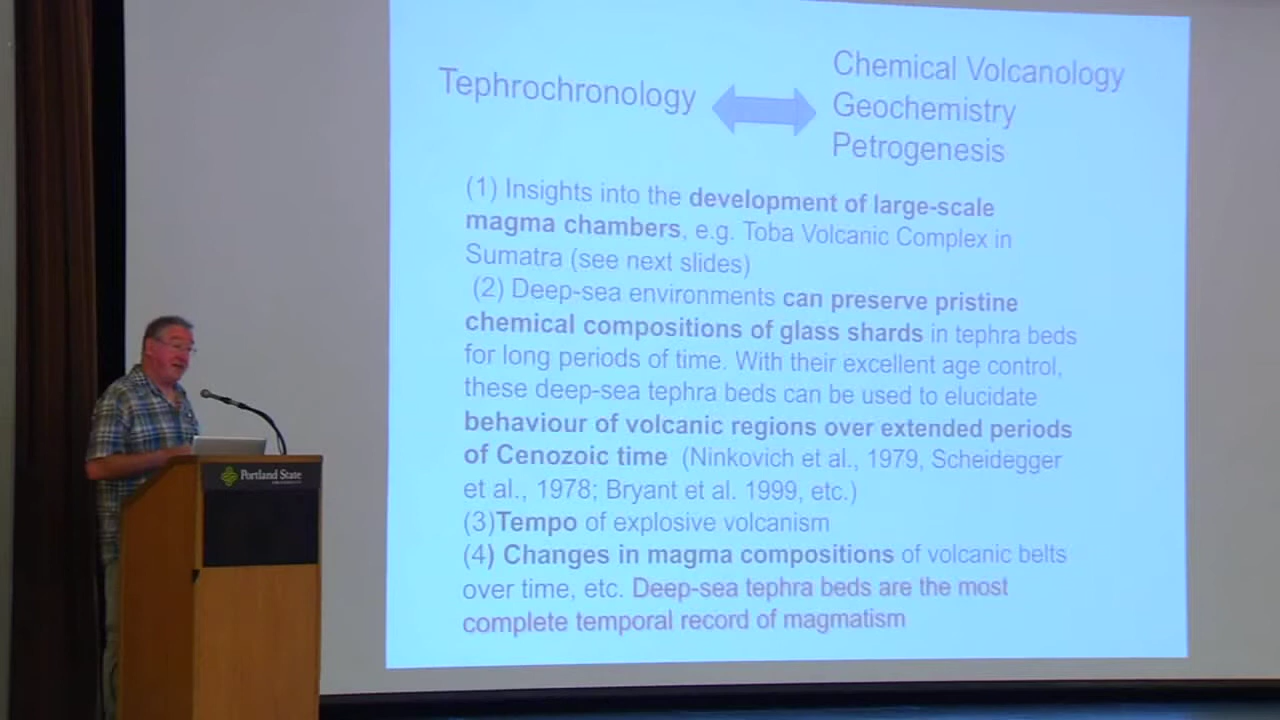 Tephrochronology
Chemical Volcanology
Geochemistry
Petrogenesis
(1) Insights into the development of large-scale
magma chambers, e.g. Toba Volcanic Complex in
Sumatra (see next slides)
(2) Deep-sea environments can preserve pristine
chemical compositions of glass shards in tephra beds
for long periods of time. With their excellent age control,
these deep-sea tephra beds can be used to elucidate
behaviour of volcanic regions over extended periods
of Cenozoic time (Ninkovich et al., 1979, Scheidegger
et al., 1978; Bryant et al. 1999, etc.)
(3)Tempo of explosive volcanism
(4) Changes in magma compositions of volcanic belts
over time, etc. Deep-sea tephra beds are the most
complete temporal record of magmatism
Portland State